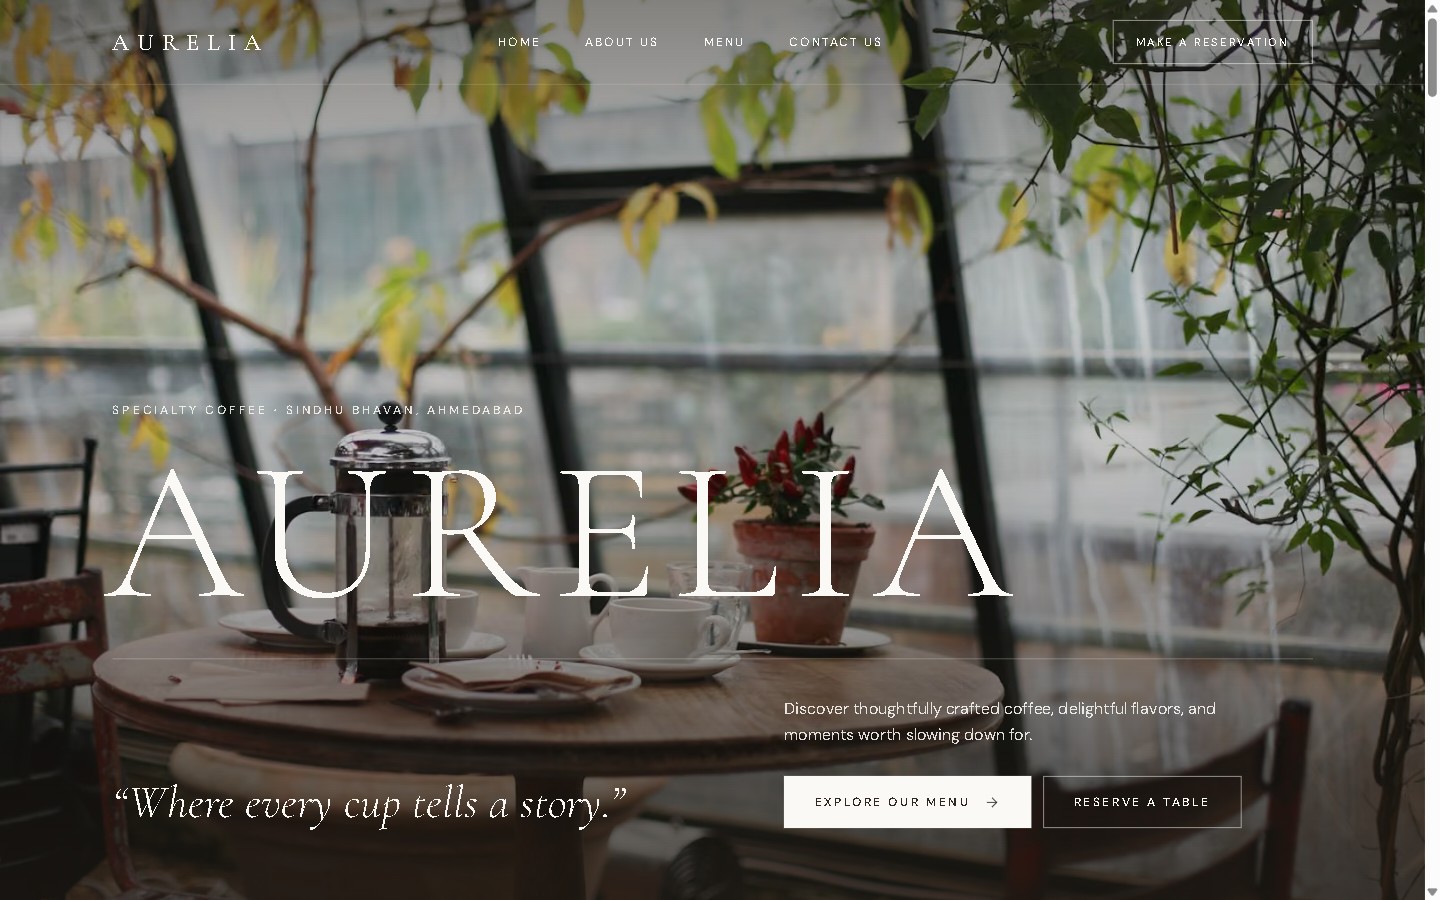 AURELIA
HOME
ABOUT US
MENU
CONTACT US
MAKE A RESERVATION
SPECIALTY COFFEE · SINDHU BHAVAN, AHMEDABAD
AURELIA
“Where every cup tells a story.”
Discover thoughtfully crafted coffee, delightful flavors, and
moments worth slowing down for.
EXPLORE OUR MENU →
RESERVE A TABLE